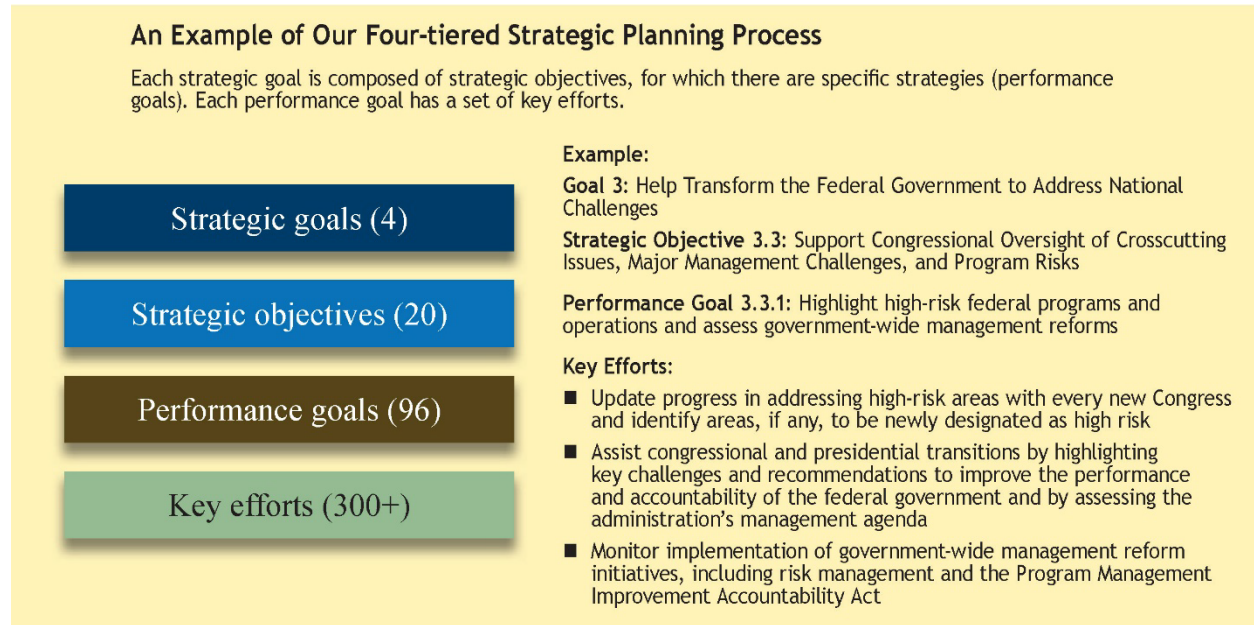 An Example of Our Four-tiered Strategic Planning Process
Each strategic goal is composed of strategic objectives, for which there are specific strategies (performance
goals). Each performance goal has a set of key efforts.
Strategic goals (4)
Strategic objectives (20)
Performance goals (96)
Key efforts (300+)
Example:
Goal 3: Help Transform the Federal Government to Address National
Challenges
Strategic Objective 3.3: Support Congressional Oversight of Crosscutting
Issues, Major Management Challenges, and Program Risks
Performance Goal 3.3.1: Highlight high-risk federal programs and
operations and assess government-wide management reforms
Key Efforts:
■ Update progress in addressing high-risk areas with every new Congress
and identify areas, if any, to be newly designated as high risk
■ Assist congressional and presidential transitions by highlighting
key challenges and recommendations to improve the performance
and accountability of the federal government and by assessing the
administration's management agenda
■ Monitor implementation of government-wide management reform
initiatives, including risk management and the Program Management
Improvement Accountability Act